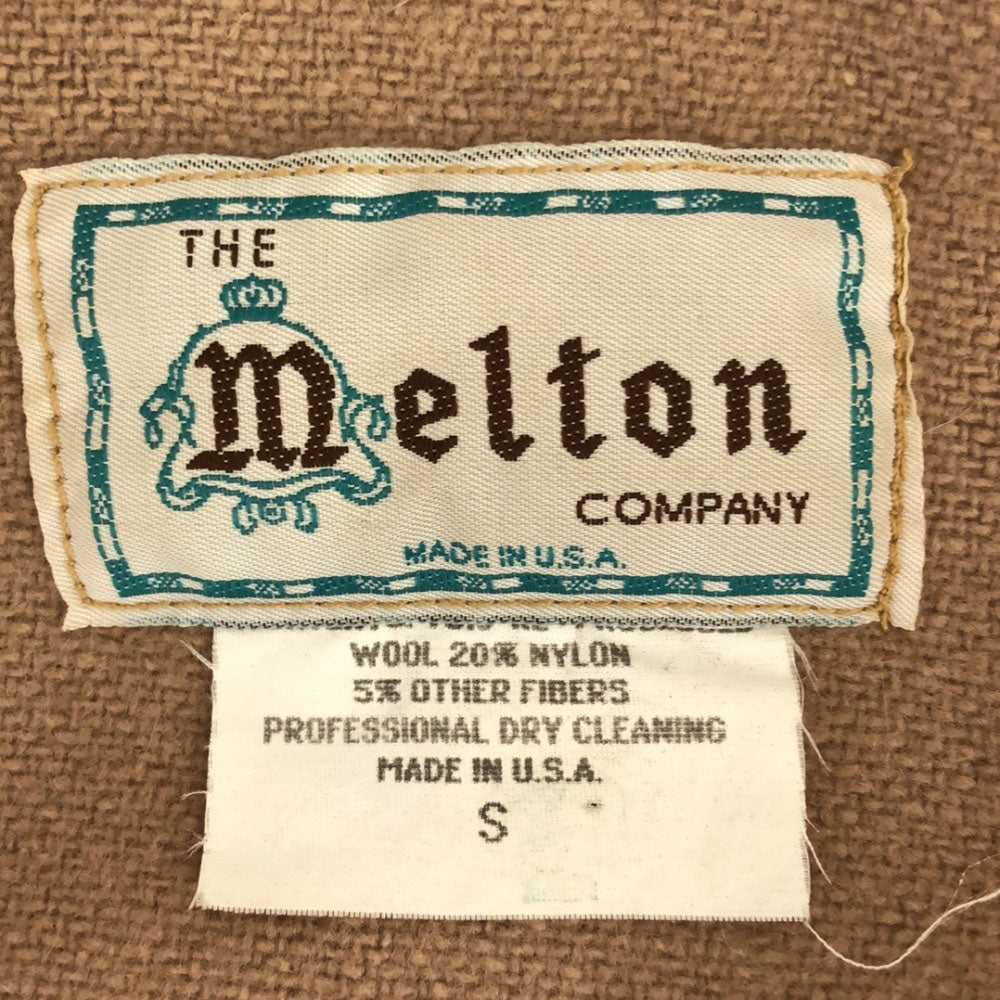 THE
Melton
COMPANY
MADE IN U.S.A.
WOOL 20% NYLON
5% OTHER FIBERS
PROFESSIONAL DRY CLEANING
MADE IN U.S.A.
S